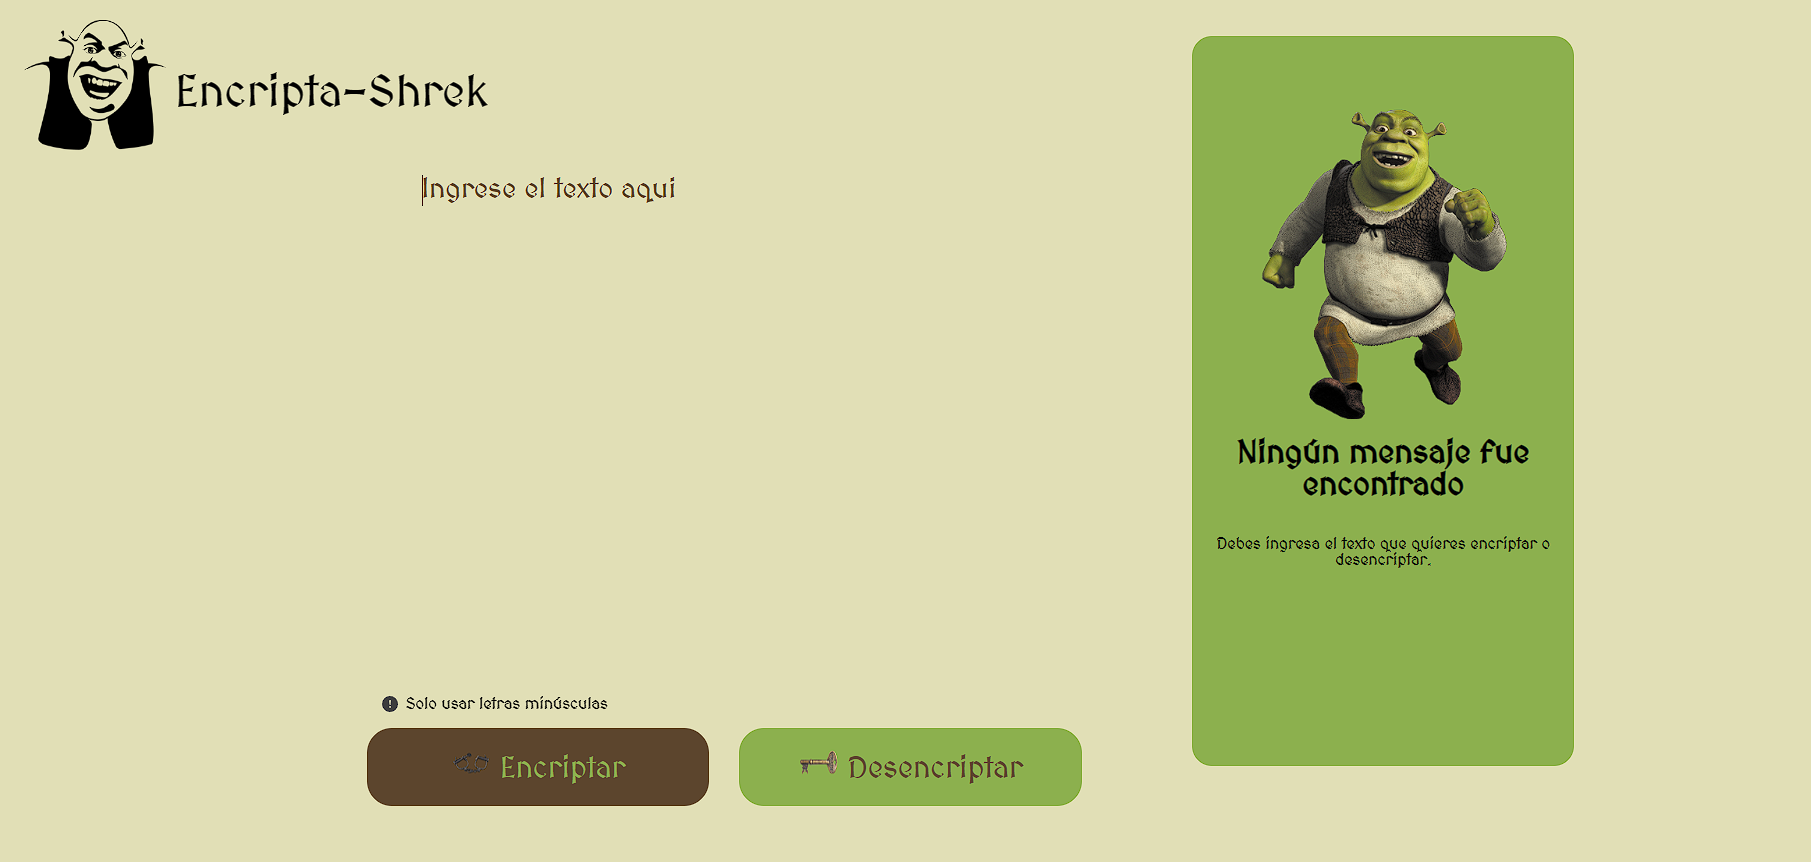 Encripta-Shrek
Ingrese el texto aquí
Ningún mensaje fue
encontrado
Debes ingresa el texto que quieres encriptar o
desencriptar.
Solo usar letras minúsculas
Encriptar
Desencriptar